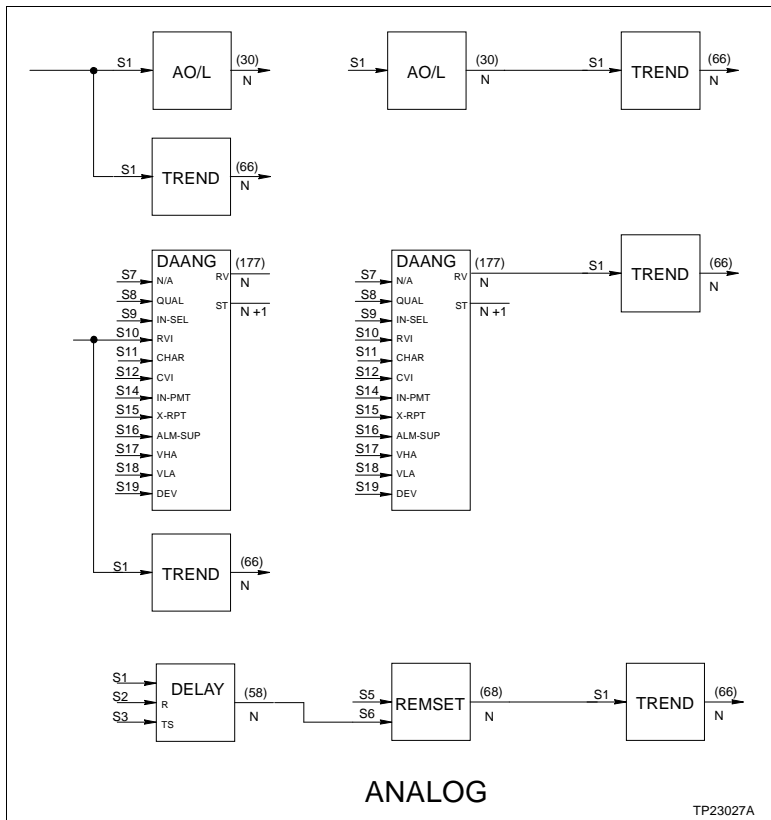 S1 AO/L (30) N
S1 AO/L (30) N S1 TREND (66) N
S1 TREND (66) N
DAANG
S7 N/A RV (177) N
S8 QUAL ST N +1
S9 IN-SEL
S10 RVI
S11 CHAR
S12 CVI
S14 IN-PMT
S15 X-RPT
S16 ALM-SUP
S17 VHA
S18 VLA
S19 DEV
DAANG
S7 N/A RV (177) N
S8 QUAL ST N +1
S9 IN-SEL
S10 RVI
S11 CHAR
S12 CVI
S14 IN-PMT
S15 X-RPT
S16 ALM-SUP
S17 VHA
S18 VLA
S19 DEV
S1 TREND (66) N
S1 TREND (66) N
S1 DELAY (58) N
S2 R
S3 TS
S5 REMSET (68) N
S6
S1 TREND (66) N
ANALOG
TP23027A